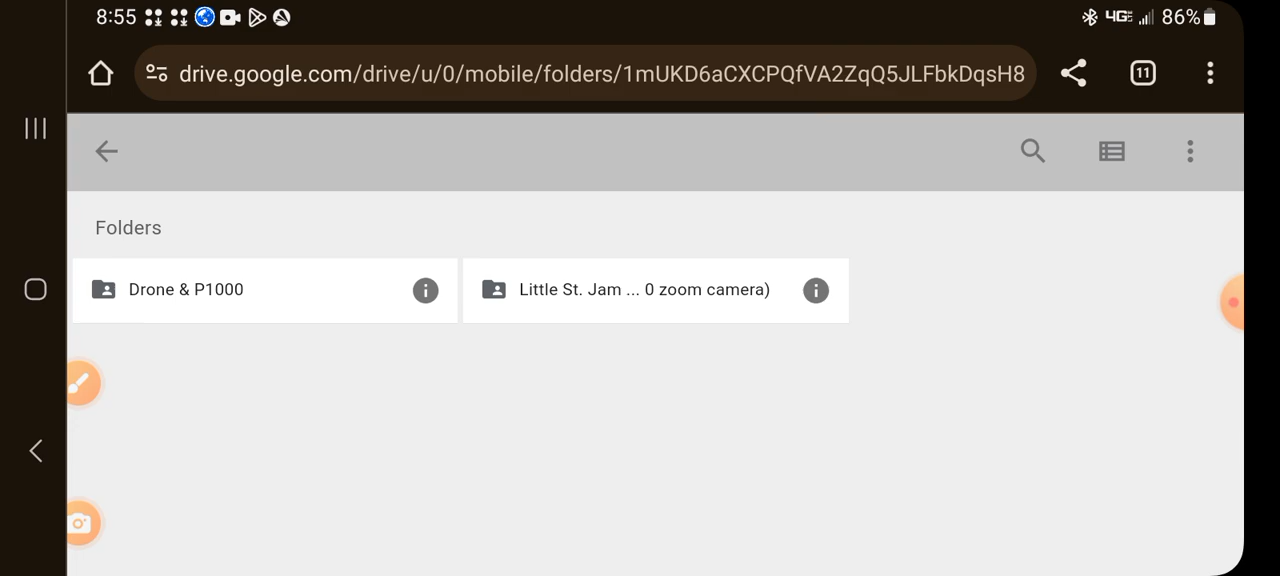 8:55 4G 86%
drive.google.com/drive/u/0/mobile/folders/1mUKD6aCXCPQfVA2ZqQ5JLFbkDqsH8 11
Folders
Drone & P1000
Little St. Jam ... 0 zoom camera)